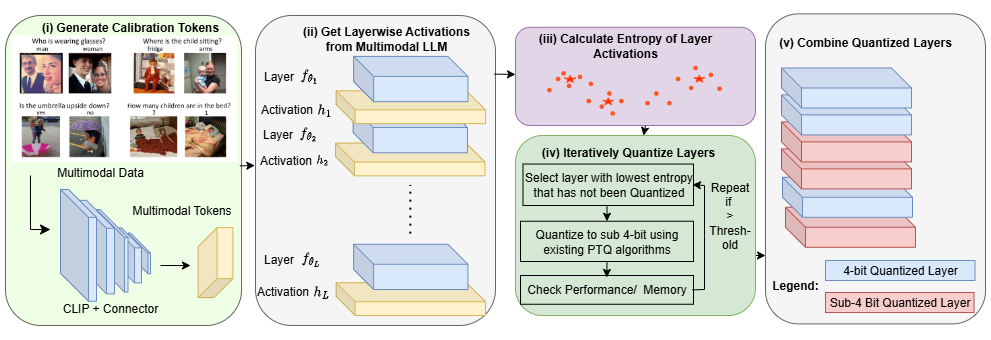 (i) Generate Calibration Tokens
Who is wearing glasses?
man
woman
Where is the child sitting?
fridge
arms
Is the umbrella upside down?
yes
no
How many children are in the bed?
2
1
Multimodal Data
Multimodal Tokens
CLIP + Connector
(ii) Get Layerwise Activations
from Multimodal LLM
Layer f_{θ_1}
Activation h_1
Layer f_{θ_2}
Activation h_2
Layer f_{θ_L}
Activation h_L
(iii) Calculate Entropy of Layer
Activations
(iv) Iteratively Quantize Layers
Select layer with lowest entropy
that has not been Quantized
Quantize to sub 4-bit using
existing PTQ algorithms
Check Performance/ Memory
Repeat
if
>
Thresh-
old
(v) Combine Quantized Layers
Legend:
4-bit Quantized Layer
Sub-4 Bit Quantized Layer